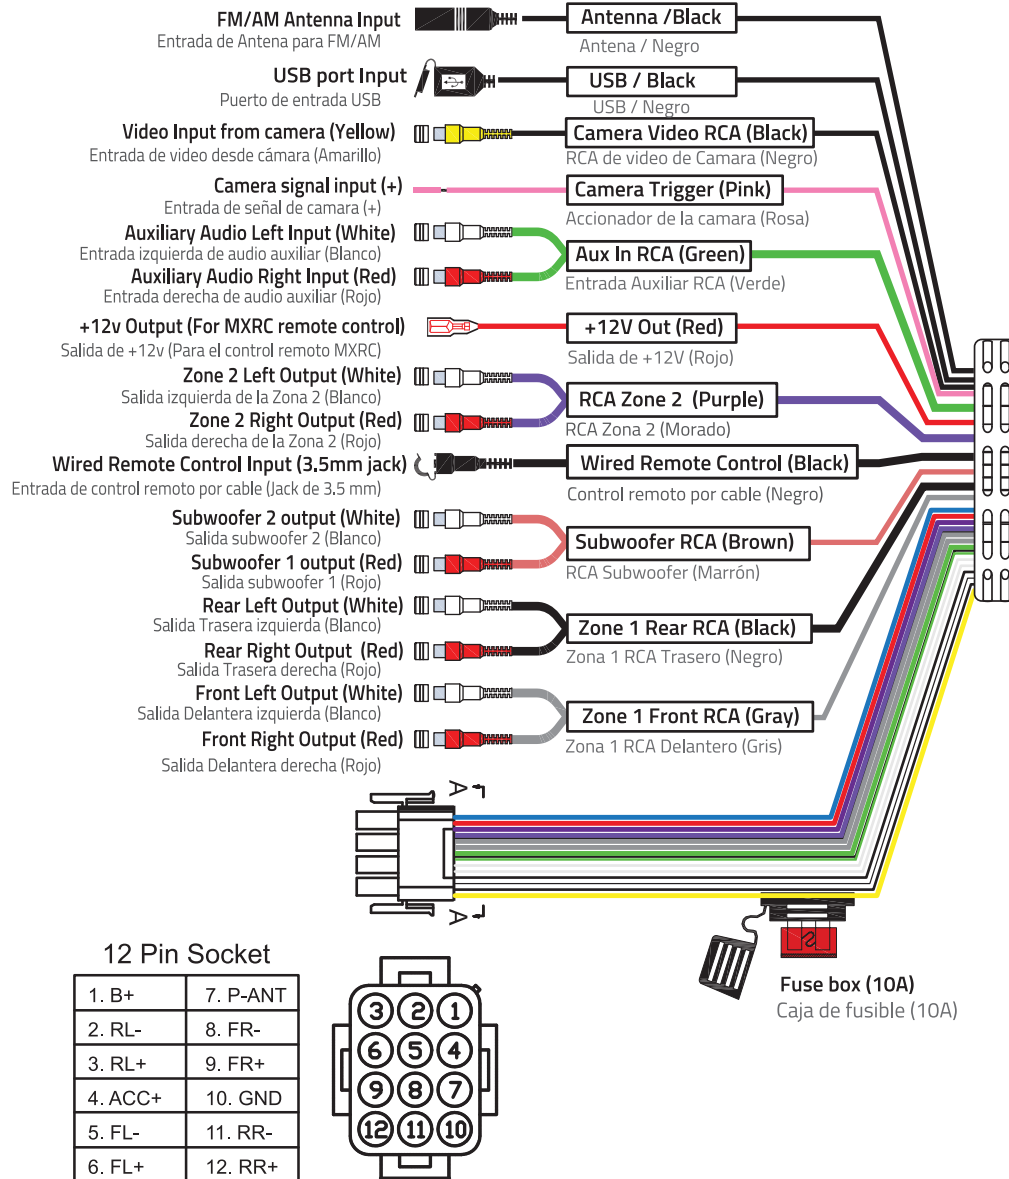 FM/AM Antenna Input
Entrada de Antena para FM/AM
Antenna /Black
Antena / Negro
USB port Input
Puerto de entrada USB
USB / Black
USB / Negro
Video Input from camera (Yellow)
Entrada de video desde cámara (Amarillo)
Camera Video RCA (Black)
RCA de video de Camara (Negro)
Camera signal input (+)
Entrada de señal de camara (+)
Camera Trigger (Pink)
Accionador de la camara (Rosa)
Auxiliary Audio Left Input (White)
Entrada izquierda de audio auxiliar (Blanco)
Auxiliary Audio Right Input (Red)
Entrada derecha de audio auxiliar (Rojo)
Aux In RCA (Green)
Entrada Auxiliar RCA (Verde)
+12v Output (For MXRC remote control)
Salida de +12v (Para el control remoto MXRC)
+12V Out (Red)
Salida de +12V (Rojo)
Zone 2 Left Output (White)
Salida izquierda de la Zona 2 (Blanco)
Zone 2 Right Output (Red)
Salida derecha de la Zona 2 (Rojo)
RCA Zone 2 (Purple)
RCA Zona 2 (Morado)
Wired Remote Control Input (3.5mm jack)
Entrada de control remoto por cable (Jack de 3.5 mm)
Wired Remote Control (Black)
Control remoto por cable (Negro)
Subwoofer 2 output (White)
Salida subwoofer 2 (Blanco)
Subwoofer 1 output (Red)
Salida subwoofer 1 (Rojo)
Subwoofer RCA (Brown)
RCA Subwoofer (Marrón)
Rear Left Output (White)
Salida Trasera izquierda (Blanco)
Rear Right Output (Red)
Salida Trasera derecha (Rojo)
Zone 1 Rear RCA (Black)
Zona 1 RCA Trasero (Negro)
Front Left Output (White)
Salida Delantera izquierda (Blanco)
Front Right Output (Red)
Salida Delantera derecha (Rojo)
Zone 1 Front RCA (Gray)
Zona 1 RCA Delantero (Gris)
A
A
Fuse box (10A)
Caja de fusible (10A)
12 Pin Socket
1. B+ 7. P-ANT
2. RL- 8. FR-
3. RL+ 9. FR+
4. ACC+ 10. GND
5. FL- 11. RR-
6. FL+ 12. RR+
3 2 1
6 5 4
9 8 7
12 11 10